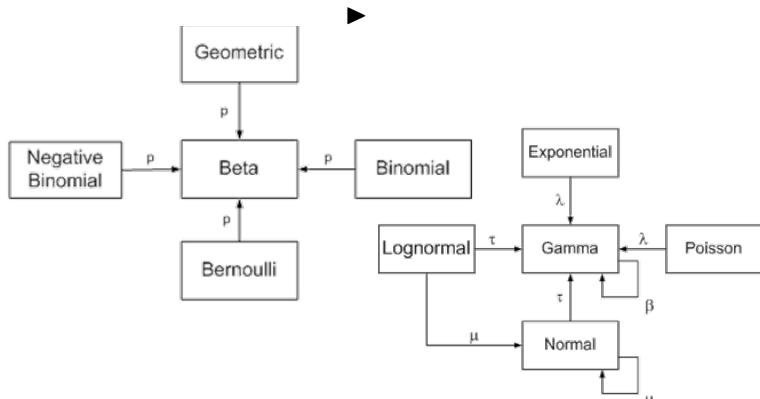 Geometric
p
Negative
Binomial
p
Beta
p
Binomial
p
Bernoulli
Exponential
λ
Lognormal
τ
Gamma
λ
Poisson
τ
β
μ
Normal
μ